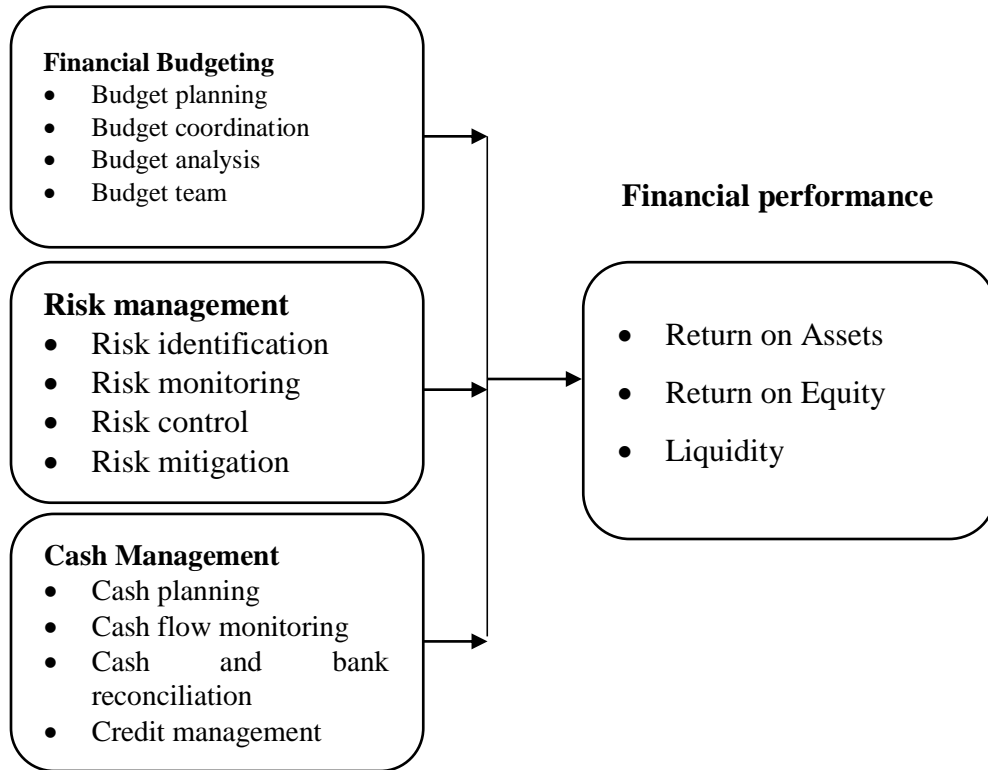 Financial Budgeting
• Budget planning
• Budget coordination
• Budget analysis
• Budget team
Risk management
• Risk identification
• Risk monitoring
• Risk control
• Risk mitigation
Cash Management
• Cash planning
• Cash flow monitoring
• Cash and bank
reconciliation
• Credit management
Financial performance
• Return on Assets
• Return on Equity
• Liquidity